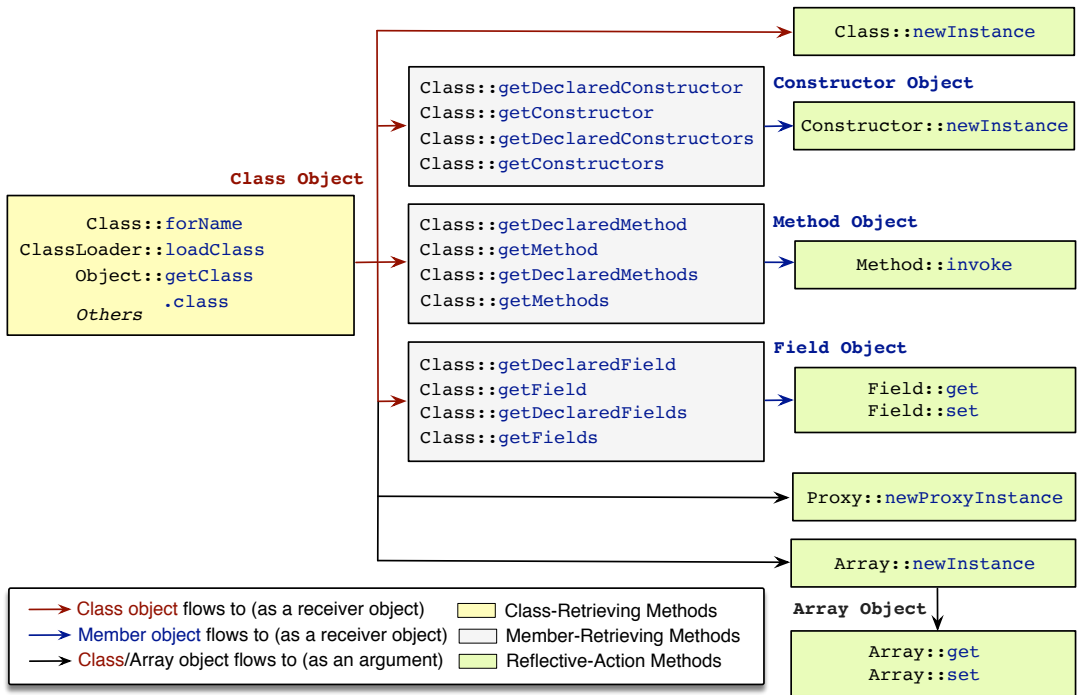 Class::newInstance
Class::getDeclaredConstructor
Class::getConstructor
Class::getDeclaredConstructors
Class::getConstructors
Constructor Object
Constructor::newInstance
Class Object
Class::forName
ClassLoader::loadClass
Object::getClass
.class
Others
Class::getDeclaredMethod
Class::getMethod
Class::getDeclaredMethods
Class::getMethods
Method Object
Method::invoke
Class::getDeclaredField
Class::getField
Class::getDeclaredFields
Class::getFields
Field Object
Field::get
Field::set
Proxy::newProxyInstance
Array::newInstance
Array Object
Array::get
Array::set
Class object flows to (as a receiver object)
Member object flows to (as a receiver object)
Class/Array object flows to (as an argument)
Class-Retrieving Methods
Member-Retrieving Methods
Reflective-Action Methods